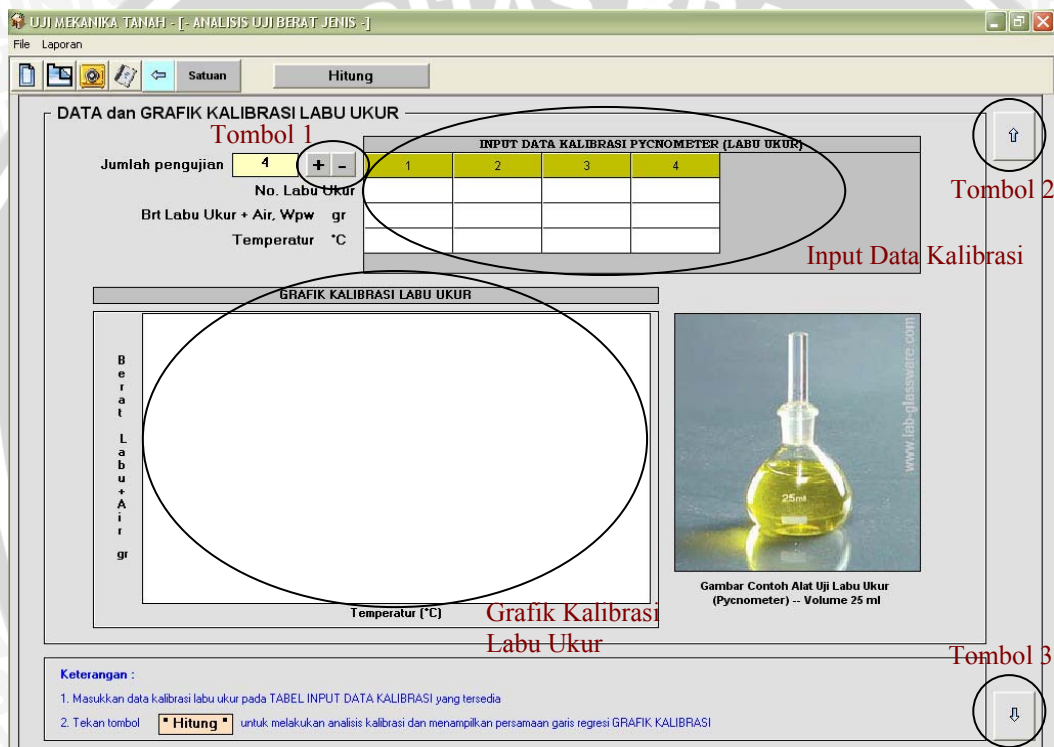 UJI MEKANIKA TANAH - [- ANALISIS UJI BERAT JENIS -]
File Laporan
Satuan Hitung
DATA dan GRAFIK KALIBRASI LABU UKUR
Tombol 1
INPUT DATA KALIBRASI PYCNOMETER (LABU UKUR)
Jumlah pengujian 4 + - 1 2 3 4
No. Labu Ukur
Tombol 2
Brt Labu Ukur + Air, Wpw gr
Temperatur °C
Input Data Kalibrasi
GRAFIK KALIBRASI LABU UKUR
Berat Labu+Air gr
www.lab-glassware.com
25ml
Gambar Contoh Alat Uji Labu Ukur
(Pycnometer) -- Volume 25 ml
Temperatur (°C)
Grafik Kalibrasi
Labu Ukur
Tombol 3
Keterangan :
1. Masukkan data kalibrasi labu ukur pada TABEL INPUT DATA KALIBRASI yang tersedia
2. Tekan tombol " Hitung " untuk melakukan analisis kalibrasi dan menampilkan persamaan garis regresi GRAFIK KALIBRASI